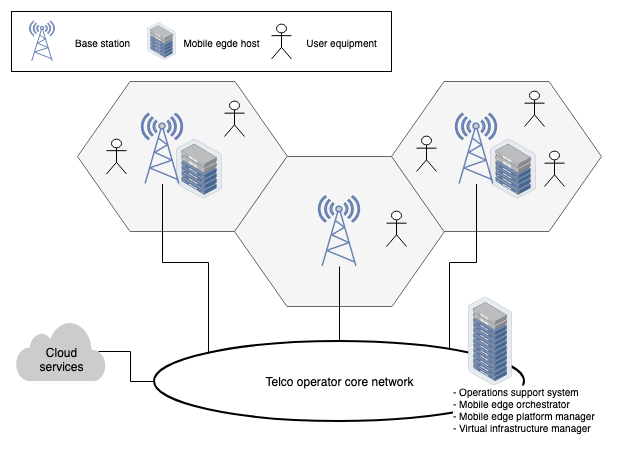 Base station
Mobile egde host
User equipment
Cloud
services
Telco operator core network
- Operations support system
- Mobile edge orchestrator
- Mobile edge platform manager
- Virtual infrastructure manager